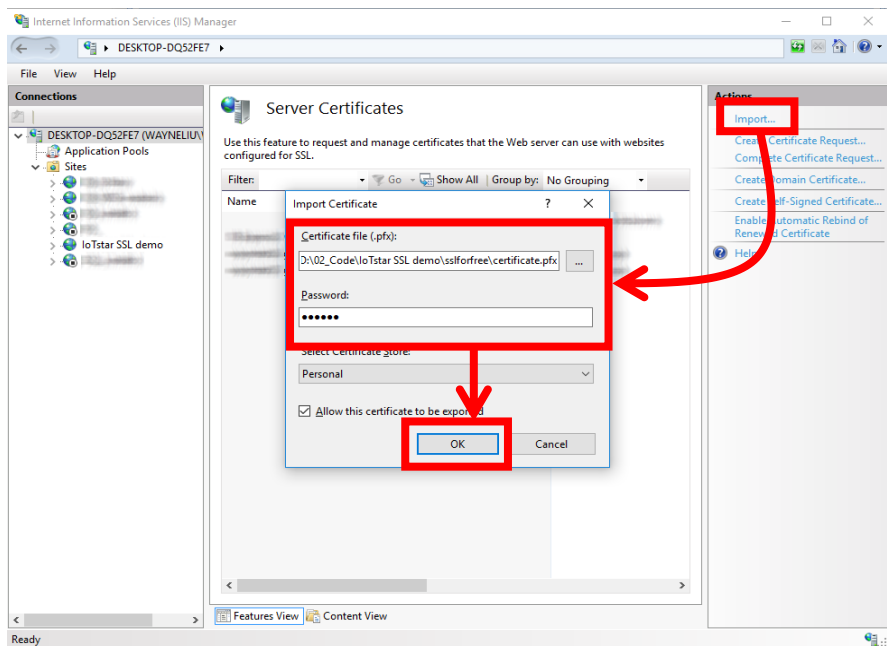 Internet Information Services (IIS) Manager
DESKTOP-DQ52FE7
File View Help
Connections
DESKTOP-DQ52FE7 (WAYNELIU\
Application Pools
Sites
IoTstar SSL demo
Server Certificates
Use this feature to request and manage certificates that the Web server can use with websites
configured for SSL.
Filter: Go Show All Group by: No Grouping
Name
Import Certificate ?
Certificate file (.pfx):
D:\02_Code\IoTstar SSL demo\sslforfree\certificate.pfx ...
Password:
••••••
Select Certificate Store:
Personal
Allow this certificate to be exported
OK Cancel
Features View Content View
Actions
Import...
Create Certificate Request...
Complete Certificate Request...
Create Domain Certificate...
Create Self-Signed Certificate...
Enable Automatic Rebind of
Renewed Certificate
Help
Ready